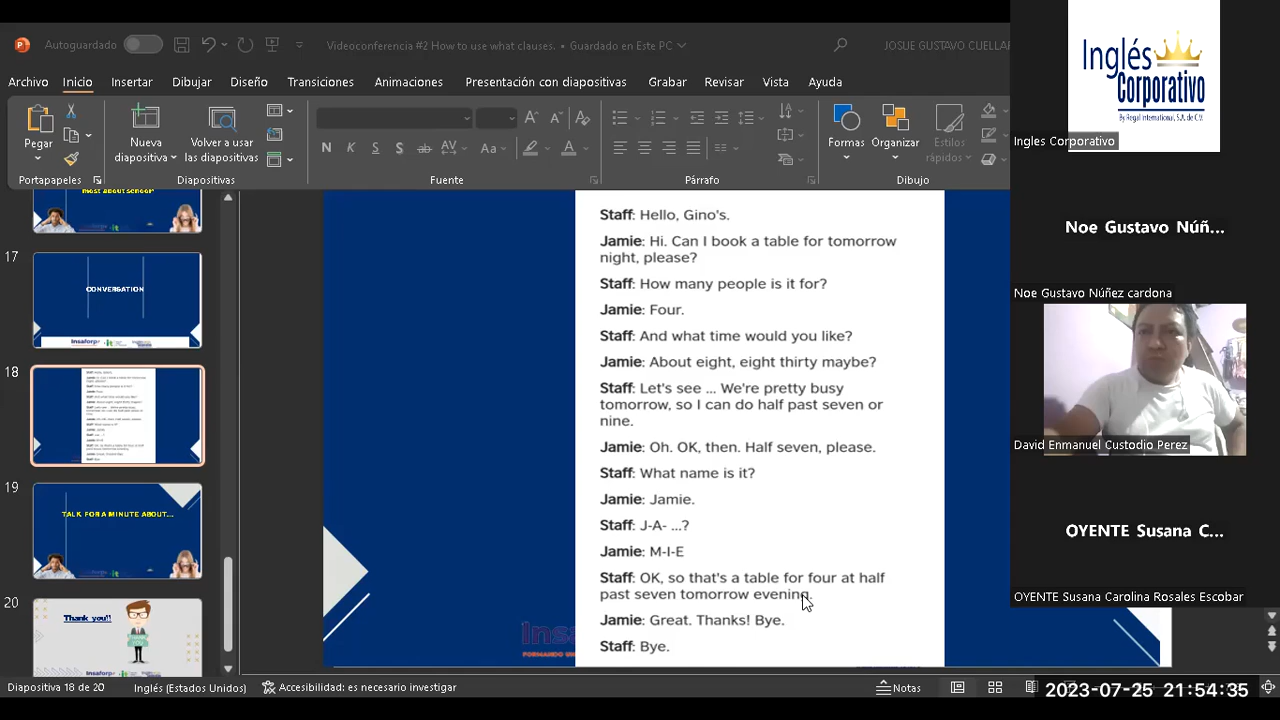 Autoguardado
Videoconferencia #2 How to use what clauses. • Guardado en Este PC
JOSUE GUSTAVO CUELLAR
Archivo Inicio Insertar Dibujar Diseño Transiciones Animaciones Presentación con diapositivas Grabar Revisar Vista Ayuda
Pegar
Nueva diapositiva
Volver a usar las diapositivas
Formas
Organizar
Estilos rápidos
Portapapeles Diapositivas Fuente Párrafo Dibujo
most about school
17
CONVERSATION
18
19
TALK FOR A MINUTE ABOUT...
20
Thank you!!
Staff: Hello, Gino's.
Jamie: Hi. Can I book a table for tomorrow
night, please?
Staff: How many people is it for?
Jamie: Four.
Staff: And what time would you like?
Jamie: About eight, eight thirty maybe?
Staff: Let's see ... We're pretty busy
tomorrow, so I can do half past seven or
nine.
Jamie: Oh. OK, then. Half seven, please.
Staff: What name is it?
Jamie: Jamie.
Staff: J-A- ...?
Jamie: M-I-E
Staff: OK, so that's a table for four at half
past seven tomorrow evening.
Jamie: Great. Thanks! Bye.
Staff: Bye.
Inglés
Corporativo
By Regal International, S.A. de C.V.
Ingles Corporativo
Noe Gustavo Núñ...
Noe Gustavo Núñez cardona
David Enmanuel Custodio Perez
OYENTE Susana C...
OYENTE Susana Carolina Rosales Escobar
Diapositiva 18 de 20
Inglés (Estados Unidos)
Accesibilidad: es necesario investigar
Notas
2023-07-25 21:54:35